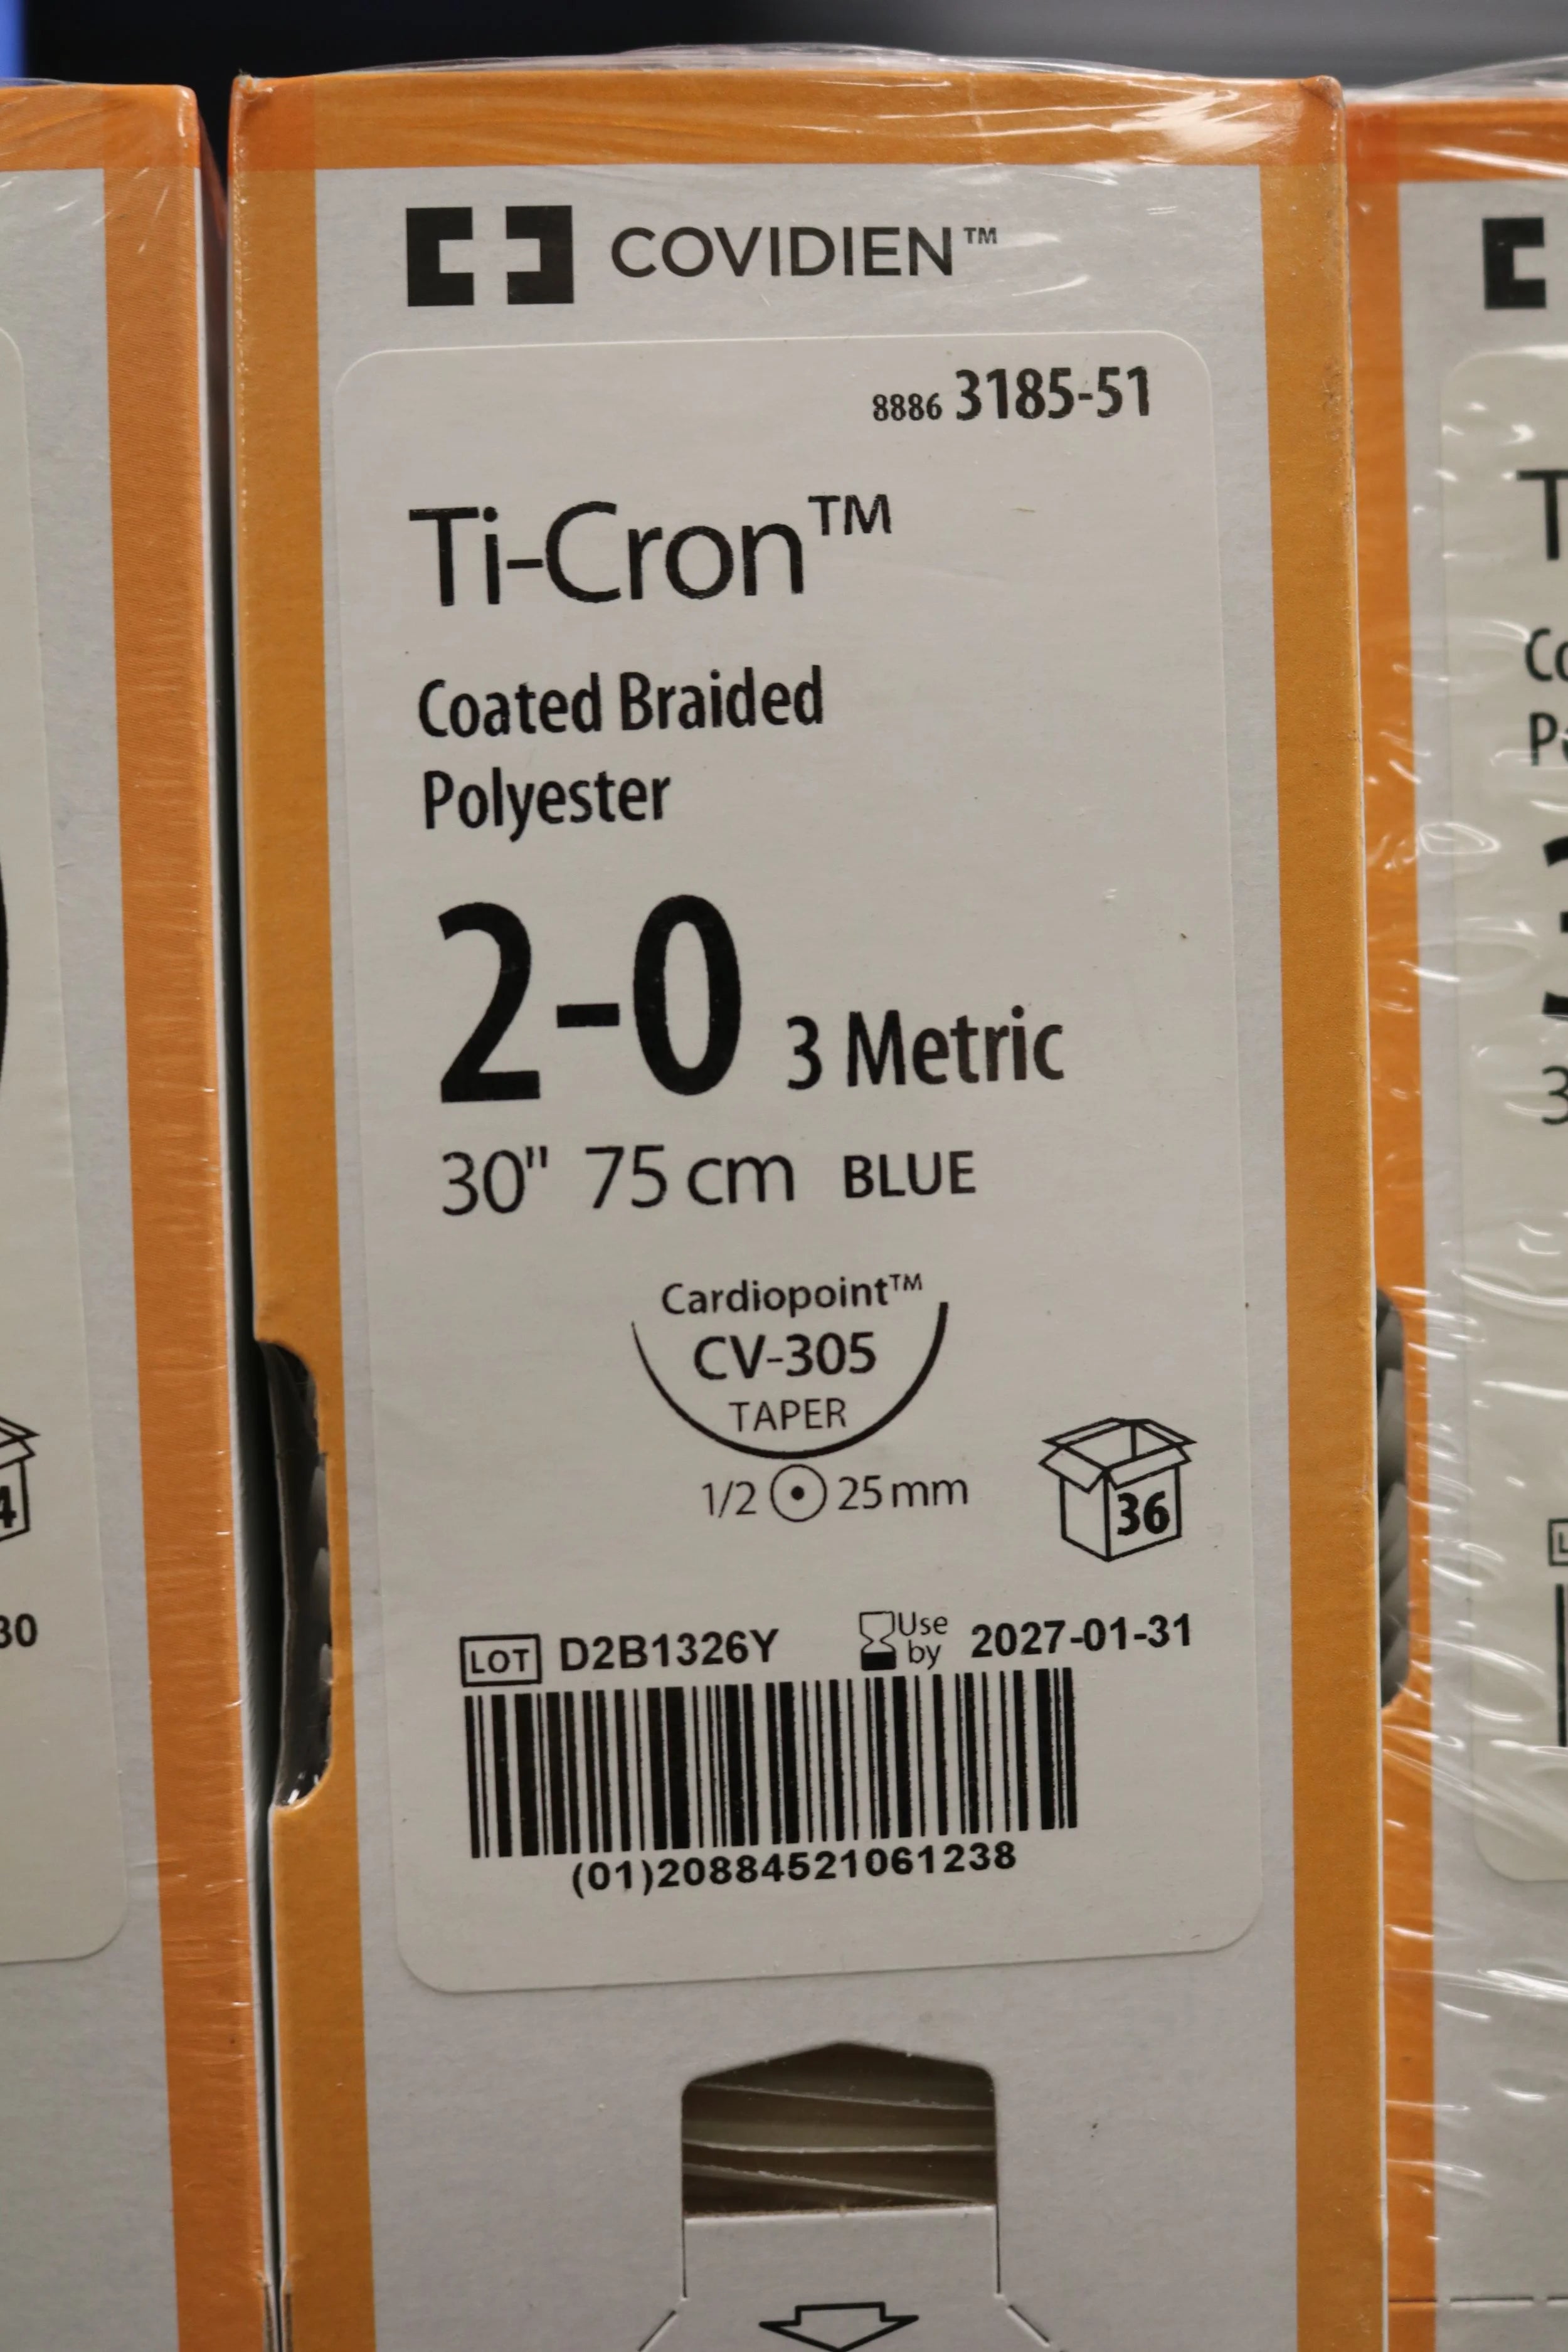 COVIDIEN™
8886 3185-51
Ti-Cron™
Coated Braided
Polyester
2-0 3 Metric
30" 75 cm BLUE
Cardiopoint™
CV-305
TAPER
1/2 25 mm
36
LOT D2B1326Y Use by 2027-01-31
(01)20884521061238